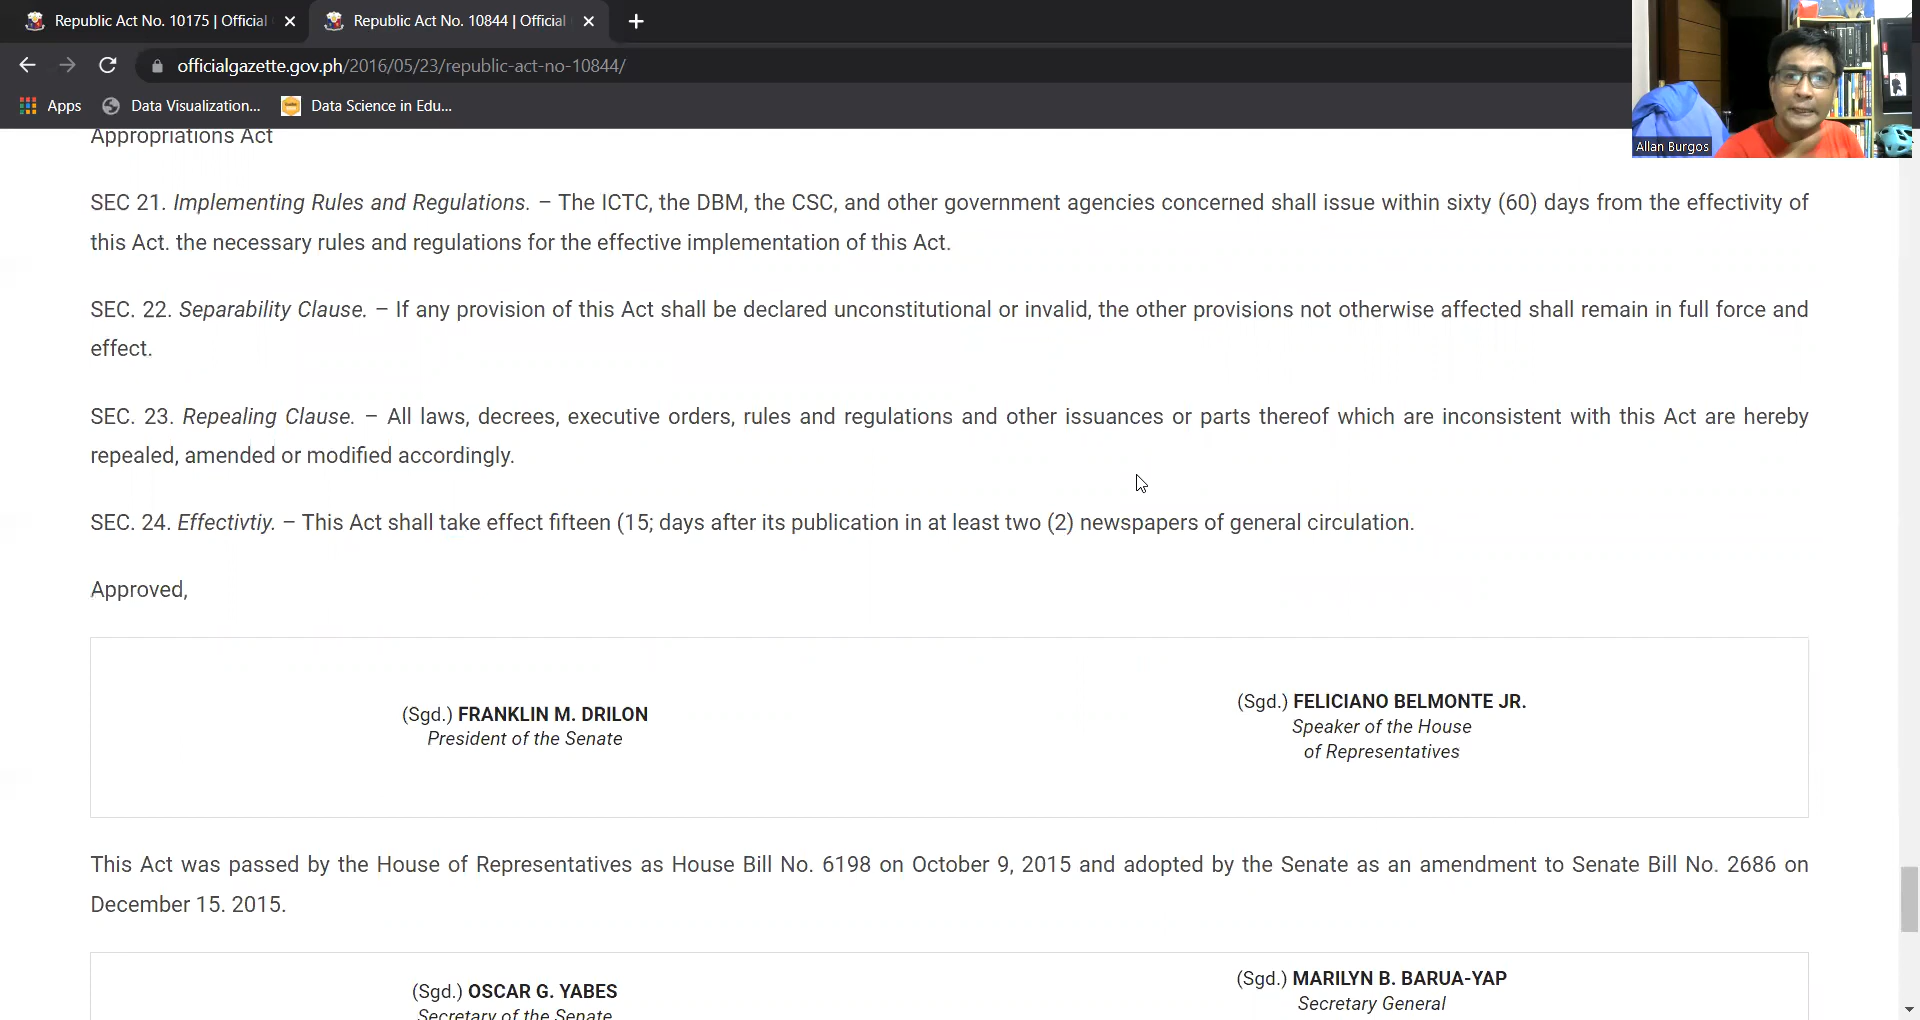 Republic Act No. 10175 | Official
Republic Act No. 10844 | Official
officialgazette.gov.ph/2016/05/23/republic-act-no-10844/
Apps
Data Visualization...
Data Science in Edu...
Allan Burgos
Appropriations Act
SEC 21. Implementing Rules and Regulations. – The ICTC, the DBM, the CSC, and other government agencies concerned shall issue within sixty (60) days from the effectivity of
this Act. the necessary rules and regulations for the effective implementation of this Act.
SEC. 22. Separability Clause. – If any provision of this Act shall be declared unconstitutional or invalid, the other provisions not otherwise affected shall remain in full force and
effect.
SEC. 23. Repealing Clause. – All laws, decrees, executive orders, rules and regulations and other issuances or parts thereof which are inconsistent with this Act are hereby
repealed, amended or modified accordingly.
SEC. 24. Effectivtiy. – This Act shall take effect fifteen (15; days after its publication in at least two (2) newspapers of general circulation.
Approved,
(Sgd.) FRANKLIN M. DRILON
President of the Senate
(Sgd.) FELICIANO BELMONTE JR.
Speaker of the House
of Representatives
This Act was passed by the House of Representatives as House Bill No. 6198 on October 9, 2015 and adopted by the Senate as an amendment to Senate Bill No. 2686 on
December 15. 2015.
(Sgd.) OSCAR G. YABES
Secretary of the Senate
(Sgd.) MARILYN B. BARUA-YAP
Secretary General